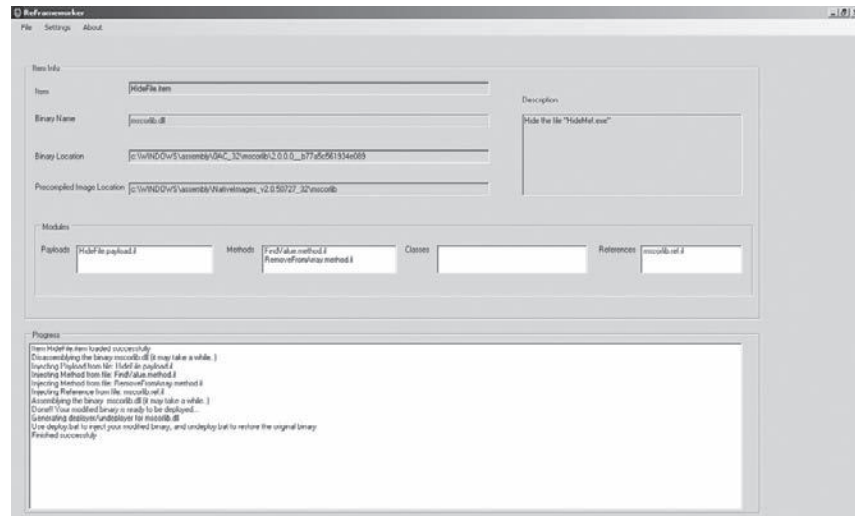 ReFrameworker
File Settings About
Item Info
Item HideFile.item
Description
Binary Name mscorlib.dll
Hide the file "HideMe!.exe"
Binary Location c:\WINDOWS\assembly\GAC_32\mscorlib\2.0.0.0__b77a5c561934e089
Precompiled Image Location c:\WINDOWS\assembly\NativeImages_v2.0.50727_32\mscorlib
Modules
Payloads HideFile.payload.il Methods FindValue.method.il Classes References mscorlib.ref.il
RemoveFromArray.method.il
Progress
Item HideFile.item loaded successfully
Disassembling the binary mscorlib.dll (it may take a while..)
Injecting Payload from file: HideFile.payload.il
Injecting Method from file: FindValue.method.il
Injecting Method from file: RemoveFromArray.method.il
Injecting Reference from file: mscorlib.ref.il
Assembling the binary mscorlib.dll (it may take a while..)
Done!! Your modified binary is ready to be deployed...
Generating deployer/undeployer for mscorlib.dll
Use deploy.bat to inject your modified binary, and undeploy.bat to restore the original binary
Finished successfuly